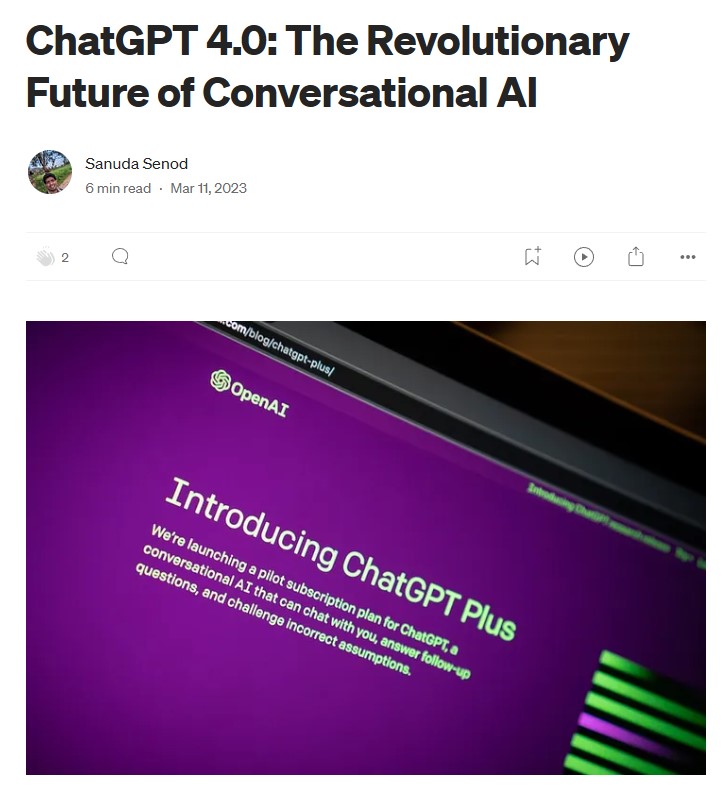 ChatGPT 4.0: The Revolutionary
Future of Conversational AI
Sanuda Senod
6 min read · Mar 11, 2023
2
.com/blog/chatgpt-plus/
OpenAI
Introducing ChatGPT
Introducing ChatGPT Plus
We're launching a pilot subscription plan for ChatGPT, a
conversational AI that can chat with you, answer follow-up
questions, and challenge incorrect assumptions.